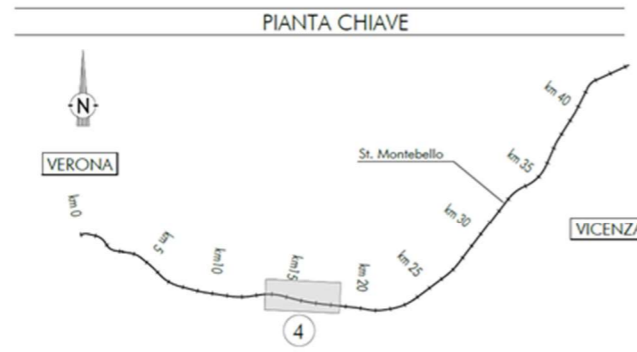 PIANTA CHIAVE
N
VERONA
km 0
km 5
km10
km15
km 20
km 25
km 30
km 35
km 40
St. Montebello
VICENZA
4